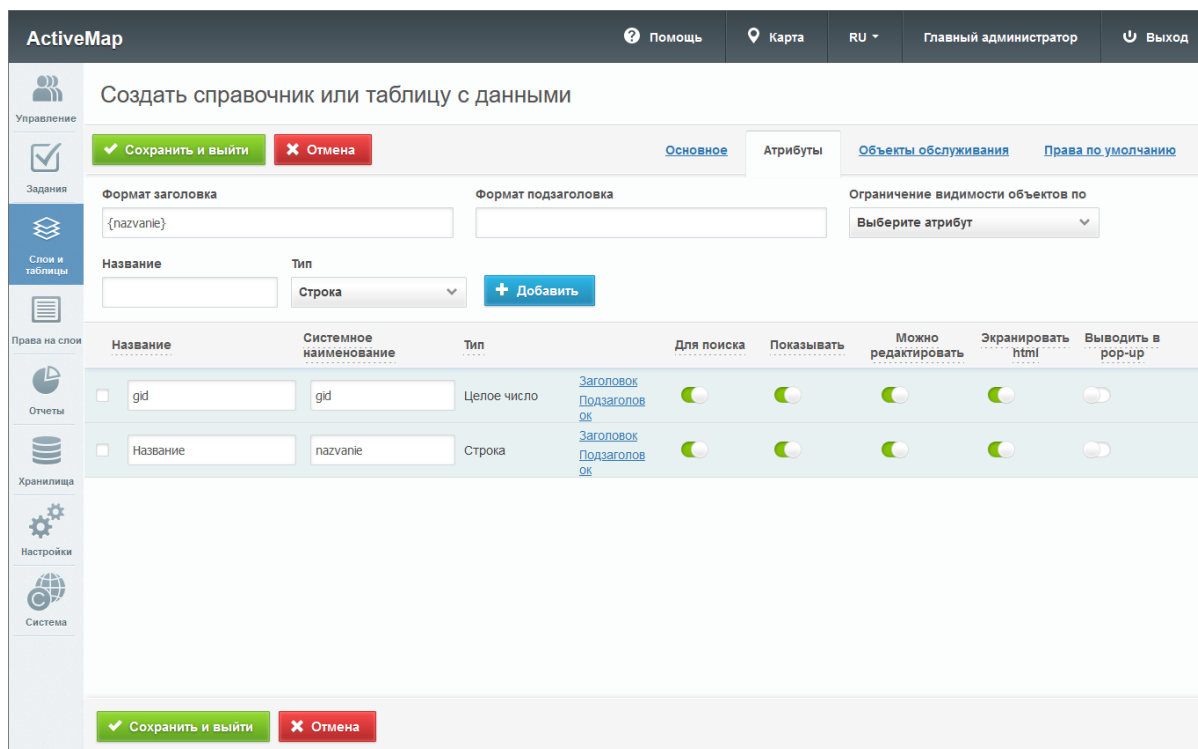 ActiveMap
Помощь
Карта
RU
Главный администратор
Выход
Управление
Задания
Слои и
таблицы
Права на слои
Отчеты
Хранилища
Настройки
Система
Создать справочник или таблицу с данными
Сохранить и выйти
Отмена
Основное
Атрибуты
Объекты обслуживания
Права по умолчанию
Формат заголовка
Формат подзаголовка
Ограничение видимости объектов по
{nazvanie}
Выберите атрибут
Название
Тип
Строка
Добавить
Название
Системное
наименование
Тип
Для поиска
Показывать
Можно
редактировать
Экранировать
html
Выводить в
pop-up
gid
gid
Целое число
Заголовок
Подзаголов
ок
Название
nazvanie
Строка
Заголовок
Подзаголов
ок
Сохранить и выйти
Отмена